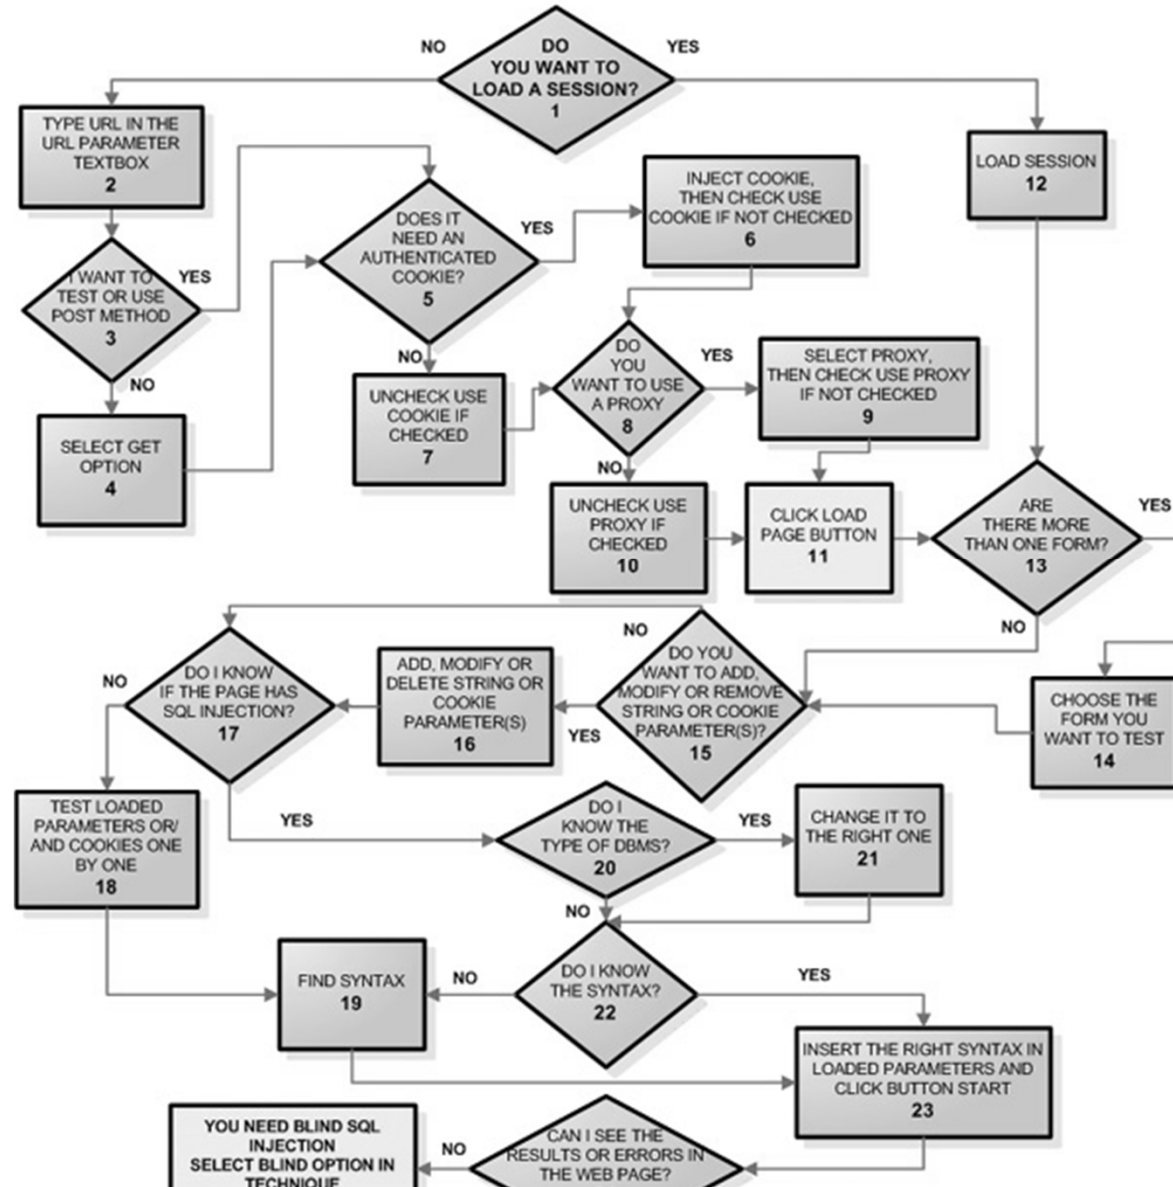 NO
DO
YOU WANT TO
LOAD A SESSION?
1
YES
TYPE URL IN THE
URL PARAMETER
TEXTBOX
2
LOAD SESSION
12
INJECT COOKIE,
THEN CHECK USE
COOKIE IF NOT CHECKED
6
DOES IT
NEED AN
AUTHENTICATED
COOKIE?
5
YES
I WANT TO
TEST OR USE
POST METHOD
3
YES
NO
NO
DO
YOU
WANT TO USE
A PROXY
8
YES
SELECT PROXY,
THEN CHECK USE PROXY
IF NOT CHECKED
9
SELECT GET
OPTION
4
UNCHECK USE
COOKIE IF
CHECKED
7
NO
UNCHECK USE
PROXY IF
CHECKED
10
CLICK LOAD
PAGE BUTTON
11
ARE
THERE MORE
THAN ONE FORM?
13
YES
NO
NO
DO I KNOW
IF THE PAGE HAS
SQL INJECTION?
17
NO
ADD, MODIFY OR
DELETE STRING OR
COOKIE
PARAMETER(S)
16
YES
DO YOU
WANT TO ADD,
MODIFY OR REMOVE
STRING OR COOKIE
PARAMETER(S)?
15
CHOOSE THE
FORM YOU
WANT TO TEST
14
TEST LOADED
PARAMETERS OR/
AND COOKIES ONE
BY ONE
18
YES
DO I
KNOW THE
TYPE OF DBMS?
20
YES
CHANGE IT TO
THE RIGHT ONE
21
NO
FIND SYNTAX
19
NO
DO I KNOW
THE SYNTAX?
22
YES
INSERT THE RIGHT SYNTAX IN
LOADED PARAMETERS AND
CLICK BUTTON START
23
YOU NEED BLIND SQL
INJECTION
SELECT BLIND OPTION IN
TECHNIQUE
NO
CAN I SEE THE
RESULTS OR ERRORS IN
THE WEB PAGE?